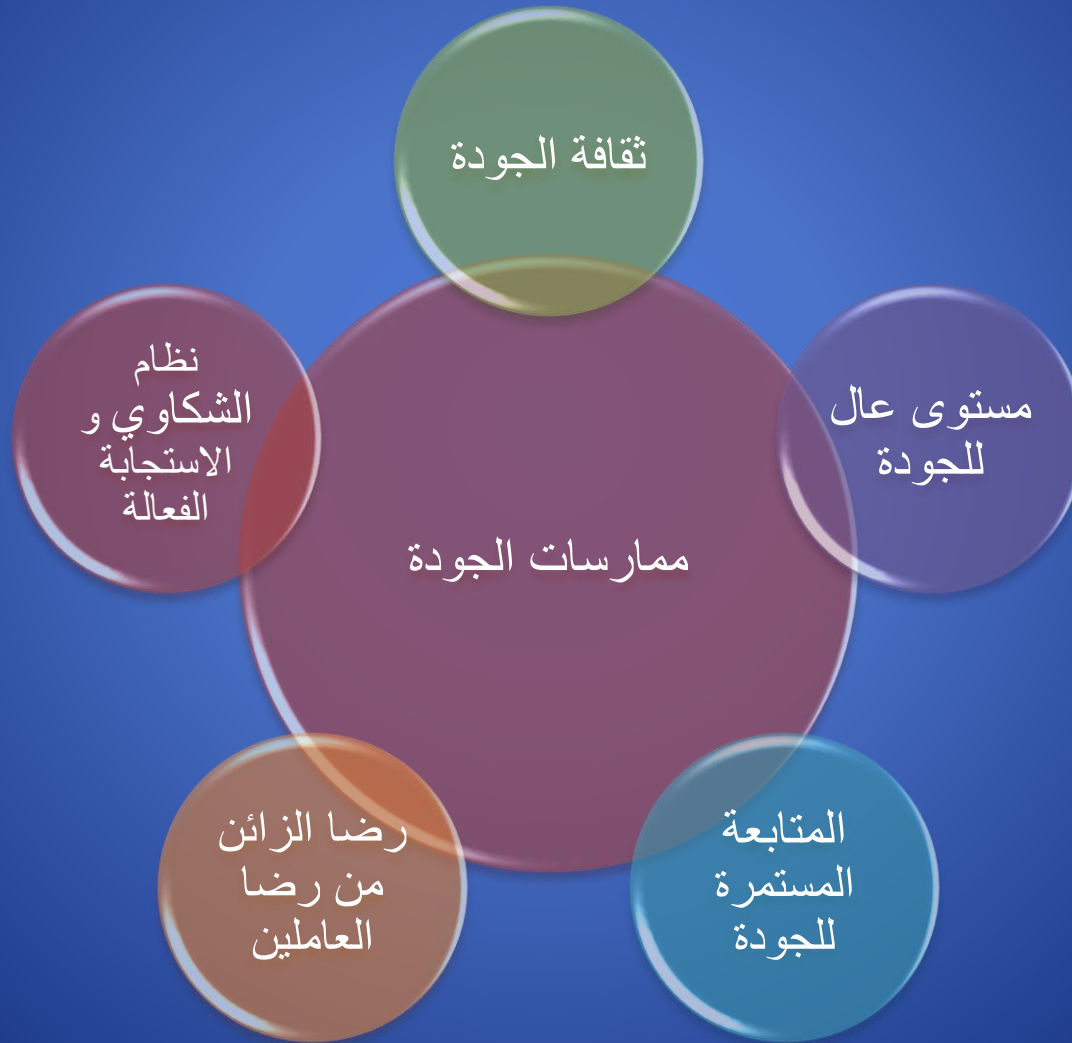 ثقافة الجودة
مستوى عال
للجودة
المتابعة
المستمرة
للجودة
رضا الزائن
من رضا
العاملين
نظام
الشكاوي و
الاستجابة
الفعالة
ممارسات الجودة